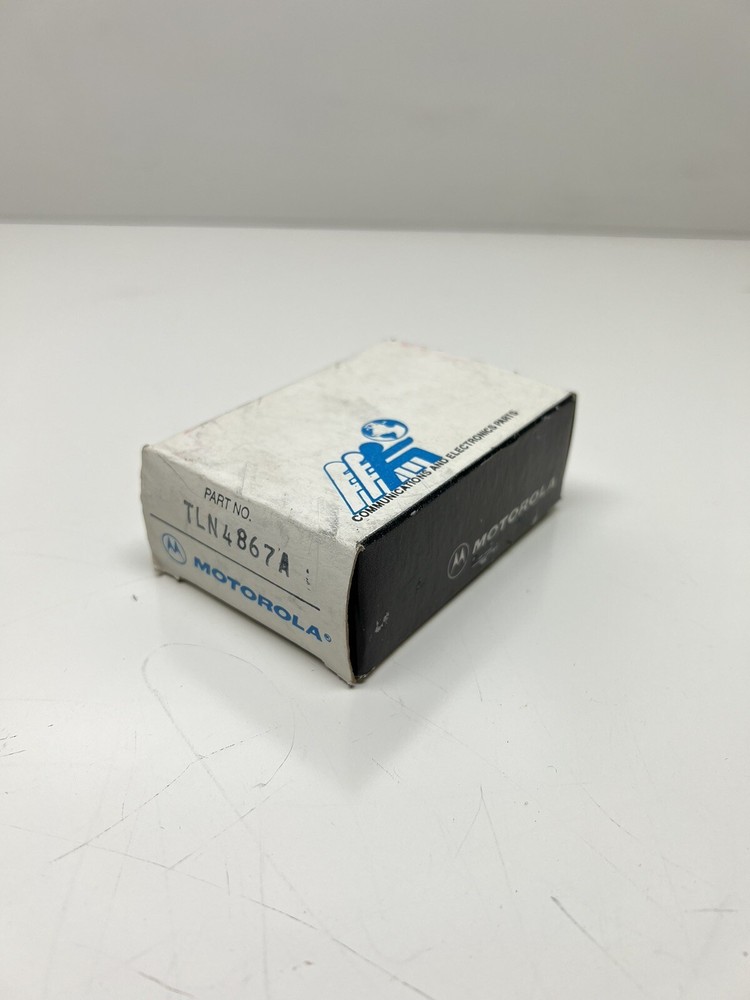 COMMUNICATIONS AND ELECTRONICS PARTS
PART NO.
TLN4867A
MOTOROLA®
MOTOROLA